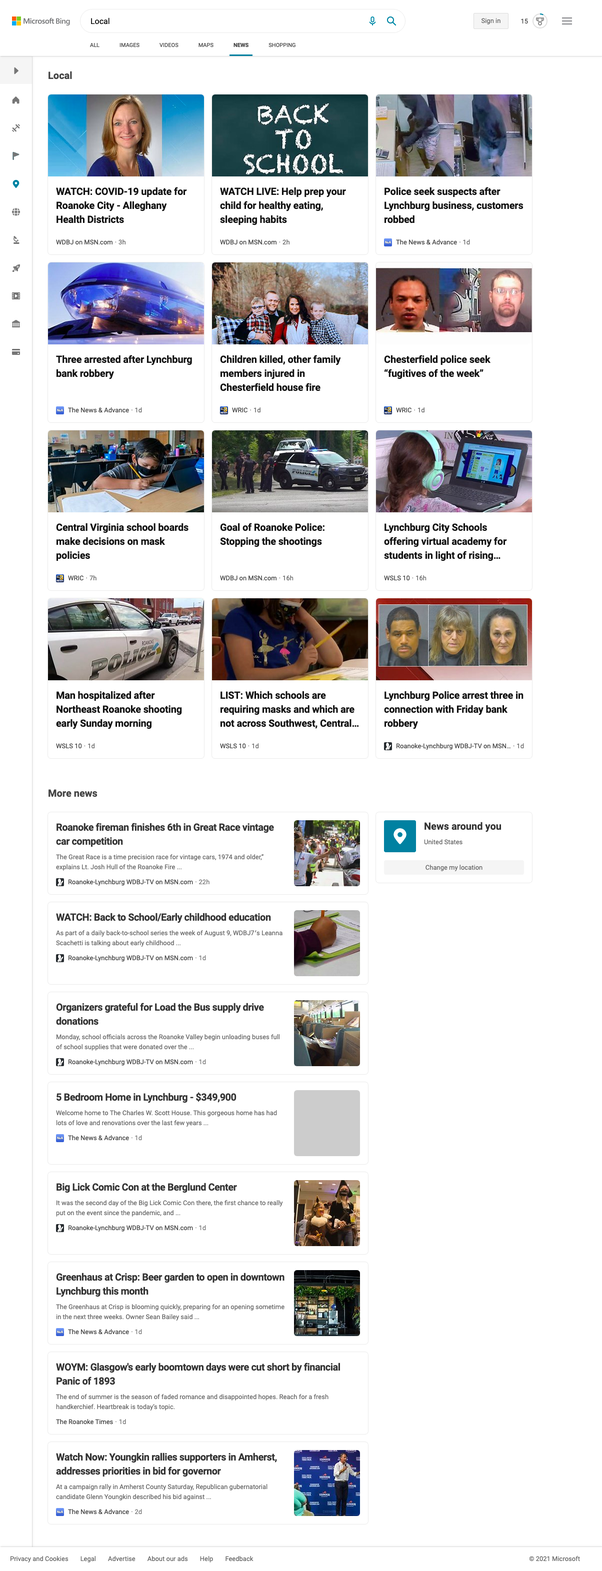 Microsoft Bing
Local
Sign in
15
ALL
IMAGES
VIDEOS
MAPS
NEWS
SHOPPING
Local
WATCH: COVID-19 update for
Roanoke City - Alleghany
Health Districts
WDBJ on MSN.com · 3h
BACK
TO
SCHOOL
WATCH LIVE: Help prep your
child for healthy eating,
sleeping habits
WDBJ on MSN.com · 2h
Police seek suspects after
Lynchburg business, customers
robbed
The News & Advance · 1d
Three arrested after Lynchburg
bank robbery
The News & Advance · 1d
Children killed, other family
members injured in
Chesterfield house fire
WRIC · 1d
Chesterfield police seek
“fugitives of the week”
WRIC · 1d
Central Virginia school boards
make decisions on mask
policies
WRIC · 7h
Goal of Roanoke Police:
Stopping the shootings
WDBJ on MSN.com · 16h
Lynchburg City Schools
offering virtual academy for
students in light of rising...
WSLS 10 · 16h
POLICE
Man hospitalized after
Northeast Roanoke shooting
early Sunday morning
WSLS 10 · 1d
LIST: Which schools are
requiring masks and which are
not across Southwest, Central...
WSLS 10 · 1d
Lynchburg Police arrest three in
connection with Friday bank
robbery
Roanoke-Lynchburg WDBJ-TV on MSN... · 1d
More news
Roanoke fireman finishes 6th in Great Race vintage
car competition
The Great Race is a time precision race for vintage cars, 1974 and older,”
explains Lt. Josh Hull of the Roanoke Fire ...
Roanoke-Lynchburg WDBJ-TV on MSN.com · 22h
News around you
United States
Change my location
WATCH: Back to School/Early childhood education
As part of a daily back-to-school series the week of August 9, WDBJ7’s Leanna
Scachetti is talking about early childhood ...
Roanoke-Lynchburg WDBJ-TV on MSN.com · 1d
Organizers grateful for Load the Bus supply drive
donations
Monday, school officials across the Roanoke Valley begin unloading buses full
of school supplies that were donated over the ...
Roanoke-Lynchburg WDBJ-TV on MSN.com · 1d
5 Bedroom Home in Lynchburg - $349,900
Welcome home to The Charles W. Scott House. This gorgeous home has had
lots of love and renovations over the last few years ...
The News & Advance · 1d
Big Lick Comic Con at the Berglund Center
It was the second day of the Big Lick Comic Con there, the first chance to really
put on the event since the pandemic, and ...
Roanoke-Lynchburg WDBJ-TV on MSN.com · 1d
Greenhaus at Crisp: Beer garden to open in downtown
Lynchburg this month
The Greenhaus at Crisp is blooming quickly, preparing for an opening sometime
in the next three weeks. Owner Sean Bailey said ...
The News & Advance · 1d
WOYM: Glasgow's early boomtown days were cut short by financial
Panic of 1893
The end of summer is the season of faded romance and disappointed hopes. Reach for a fresh
handkerchief. Heartbreak is today’s topic.
The Roanoke Times · 1d
Watch Now: Youngkin rallies supporters in Amherst,
addresses priorities in bid for governor
At a campaign rally in Amherst County Saturday, Republican gubernatorial
candidate Glenn Youngkin described his bid against ...
The News & Advance · 2d
Privacy and Cookies
Legal
Advertise
About our ads
Help
Feedback
© 2021 Microsoft